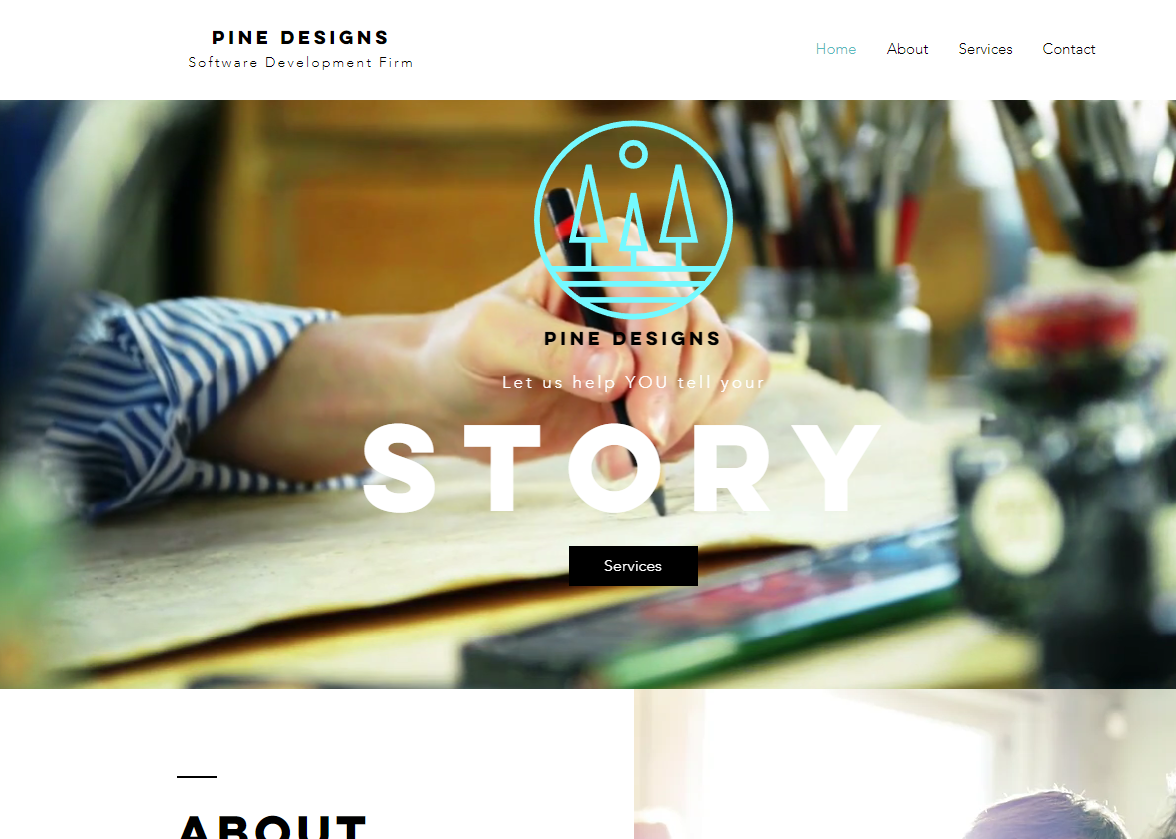 PINE DESIGNS
Software Development Firm
Home About Services Contact
PINE DESIGNS
Let us help YOU tell your
STORY
Services
ABOUT